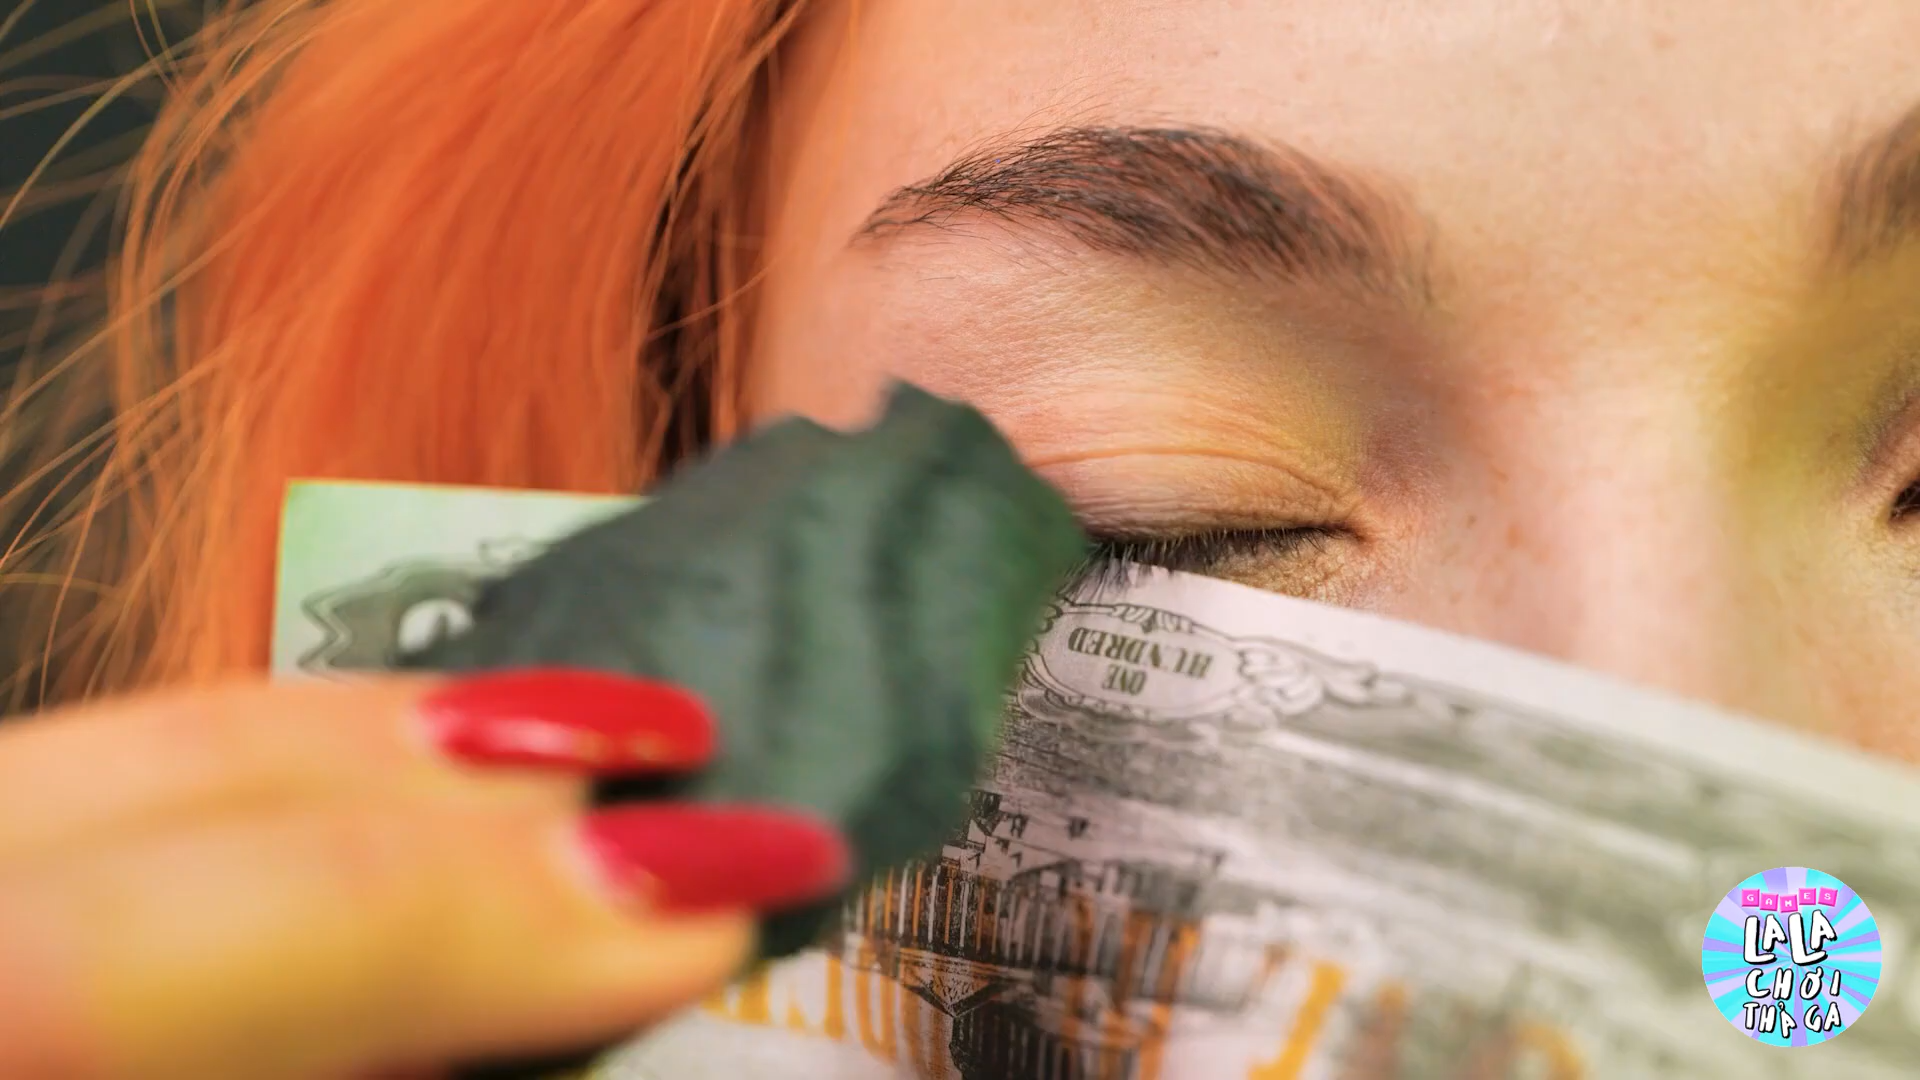 ONE
HUNDRED
GAMES
LA LA
CHƠI
THẢ GA